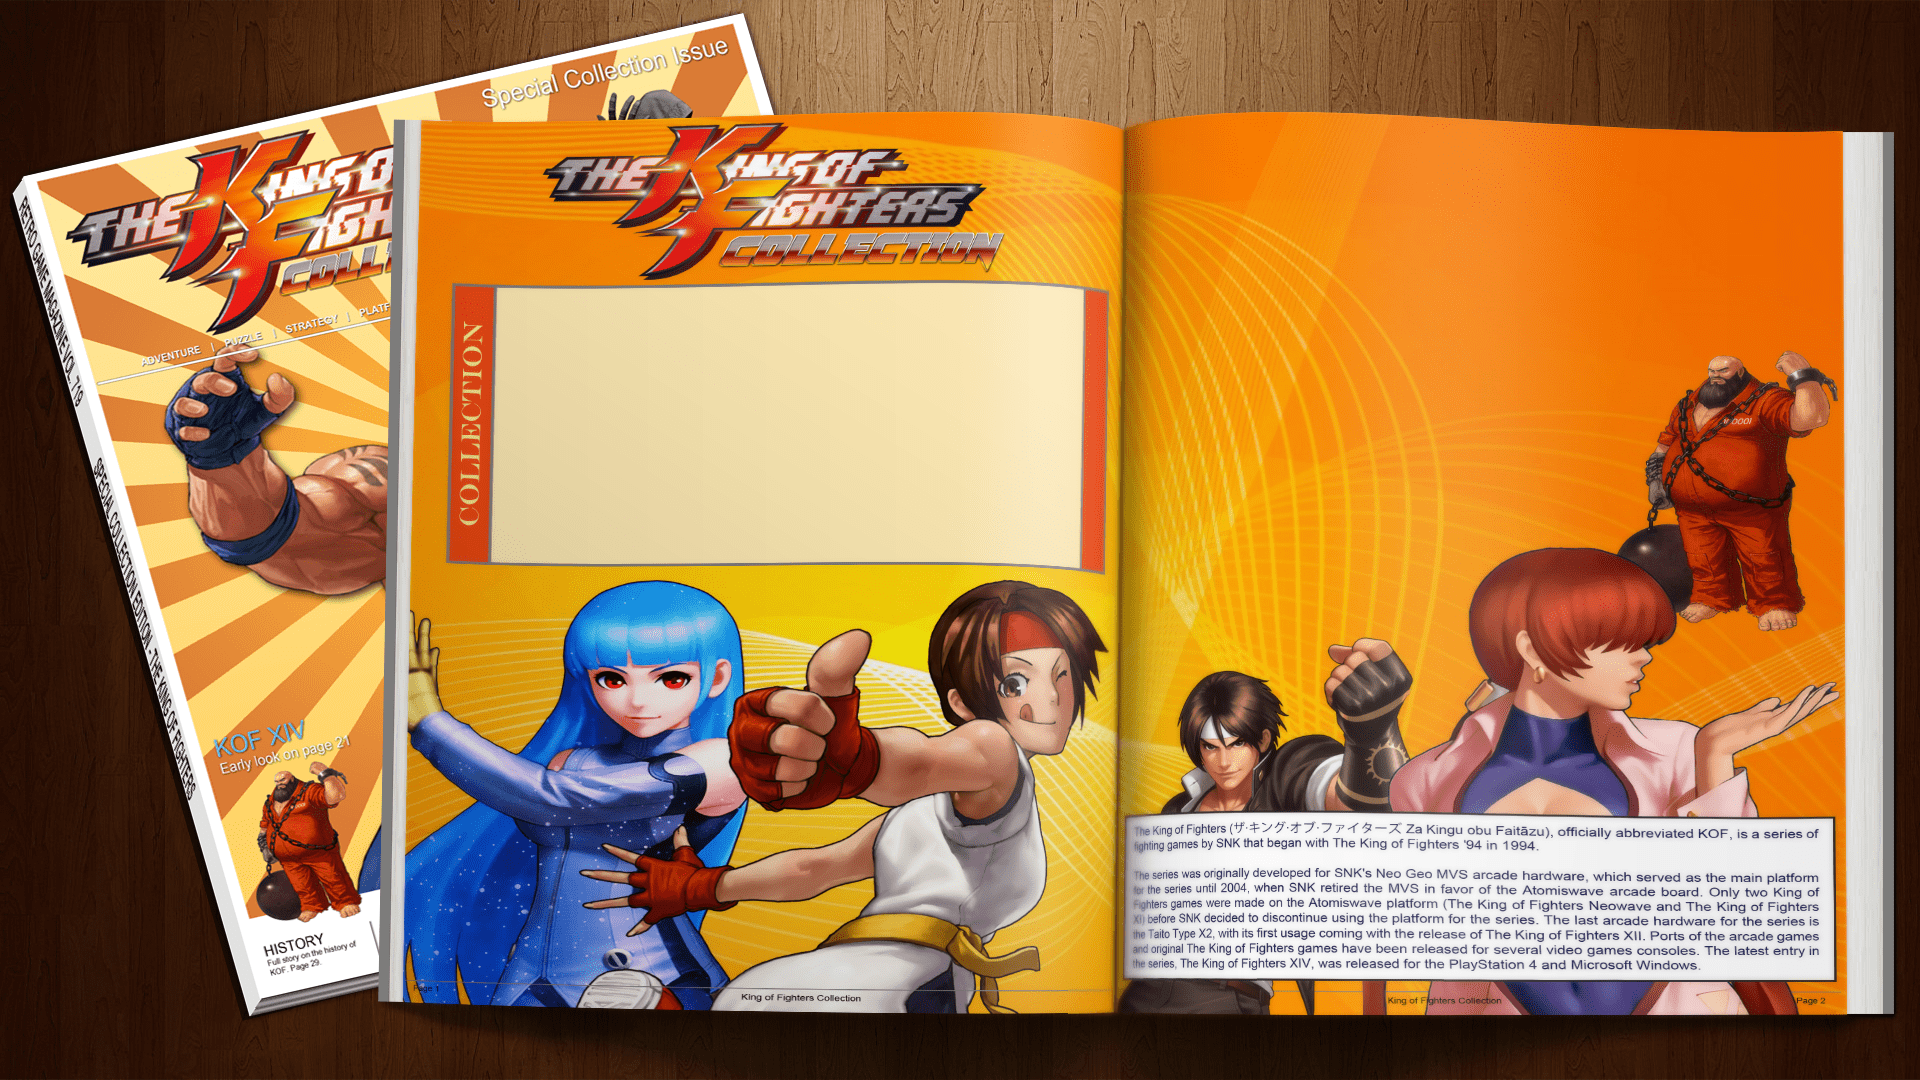 Special Collection Issue
THE KING OF
FIGHTERS
COLL
ADVENTURE | PUZZLE | STRATEGY | PLATF
RETRO GAME MAGAZINE VOL. 719
SPECIAL COLLECTION EDITION - THE KING OF FIGHTERS
KOF XIV
Early look on page 21
HISTORY
Full story on the history of
KOF. Page 29.
THE KING OF
FIGHTERS
COLLECTION
COLLECTION
Page 1
King of Fighters Collection
The King of Fighters (ザ·キング·オブ·ファイターズ Za Kingu obu Faitāzu), officially abbreviated KOF, is a series of
fighting games by SNK that began with The King of Fighters '94 in 1994.
The series was originally developed for SNK's Neo Geo MVS arcade hardware, which served as the main platform
for the series until 2004, when SNK retired the MVS in favor of the Atomiswave arcade board. Only two King of
Fighters games were made on the Atomiswave platform (The King of Fighters Neowave and The King of Fighters
XI) before SNK decided to discontinue using the platform for the series. The last arcade hardware for the series is
the Taito Type X2, with its first usage coming with the release of The King of Fighters XII. Ports of the arcade games
and original The King of Fighters games have been released for several video games consoles. The latest entry in
the series, The King of Fighters XIV, was released for the PlayStation 4 and Microsoft Windows.
King of Fighters Collection
Page 2